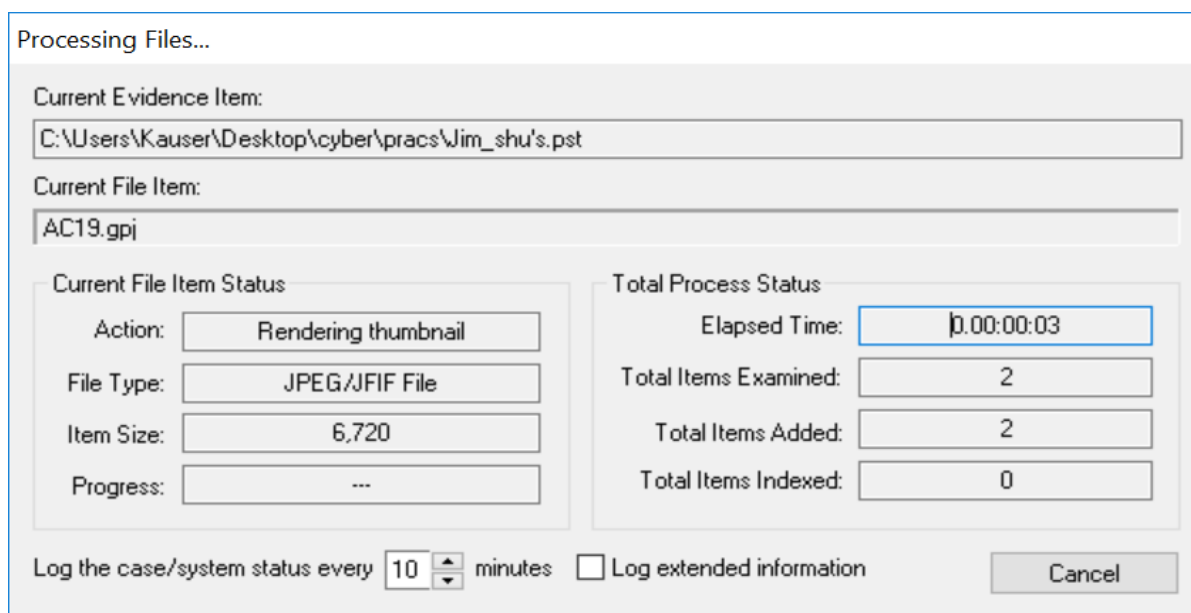 Processing Files...
Current Evidence Item:
C:\Users\Kauser\Desktop\cyber\pracs\Jim_shu's.pst
Current File Item:
AC19.gpj
Current File Item Status
Action: Rendering thumbnail
File Type: JPEG/JFIF File
Item Size: 6,720
Progress: ---
Total Process Status
Elapsed Time: 0.00:00:03
Total Items Examined: 2
Total Items Added: 2
Total Items Indexed: 0
Log the case/system status every 10 minutes Log extended information Cancel